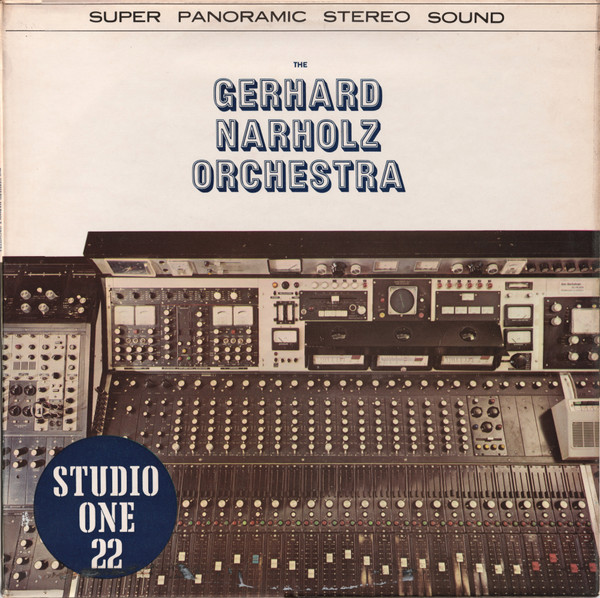 SUPER PANORAMIC STEREO SOUND
THE
GERHARD
NARHOLZ
ORCHESTRA
STUDIO
ONE
22